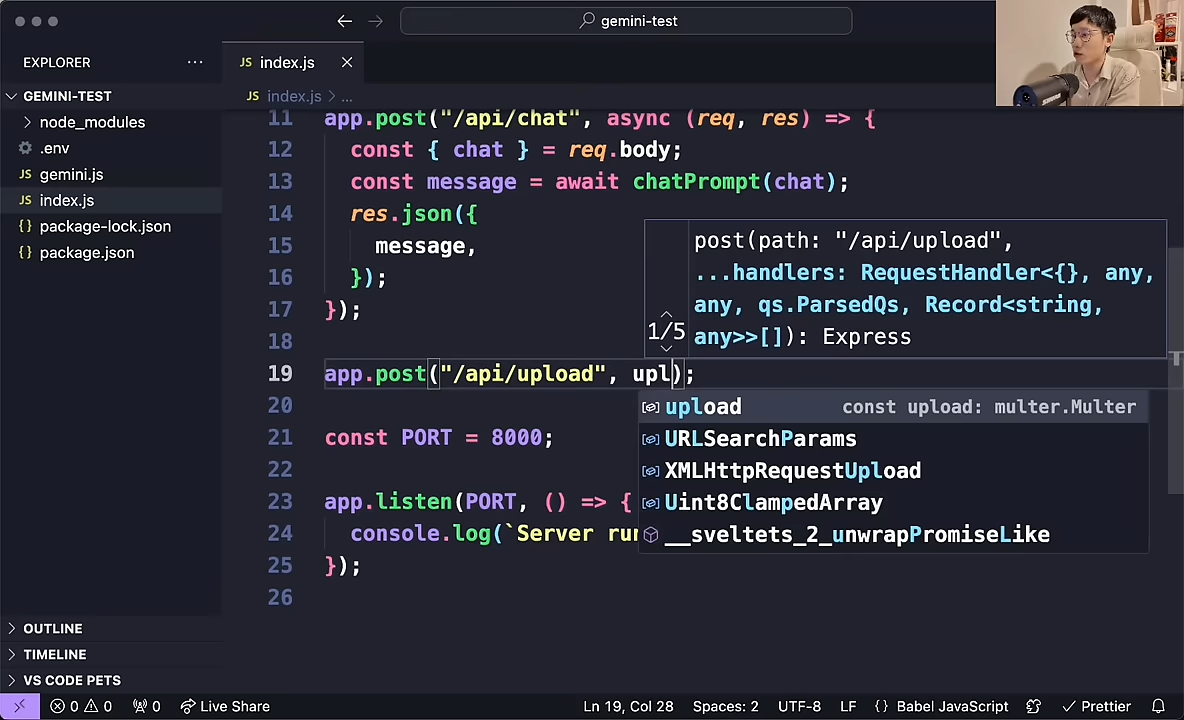 gemini-test
EXPLORER
JS index.js
GEMINI-TEST
JS index.js > ...
node_modules
.env
JS gemini.js
JS index.js
{} package-lock.json
{} package.json
11 app.post("/api/chat", async (req, res) => {
12 const { chat } = req.body;
13 const message = await chatPrompt(chat);
14 res.json({
15 message,
16 });
17 });
18
19 app.post("/api/upload", upl);
20
21 const PORT = 8000;
22
23 app.listen(PORT, () => {
24 console.log(`Server run
25 });
26
1/5
post(path: "/api/upload",
...handlers: RequestHandler<{}, any,
any, qs.ParsedQs, Record<string,
any>>[]): Express
upload const upload: multer.Multer
URLSearchParams
XMLHttpRequestUpload
Uint8ClampedArray
__sveltets_2_unwrapPromiseLike
OUTLINE
TIMELINE
VS CODE PETS
0 0 0 Live Share Ln 19, Col 28 Spaces: 2 UTF-8 LF {} Babel JavaScript Prettier